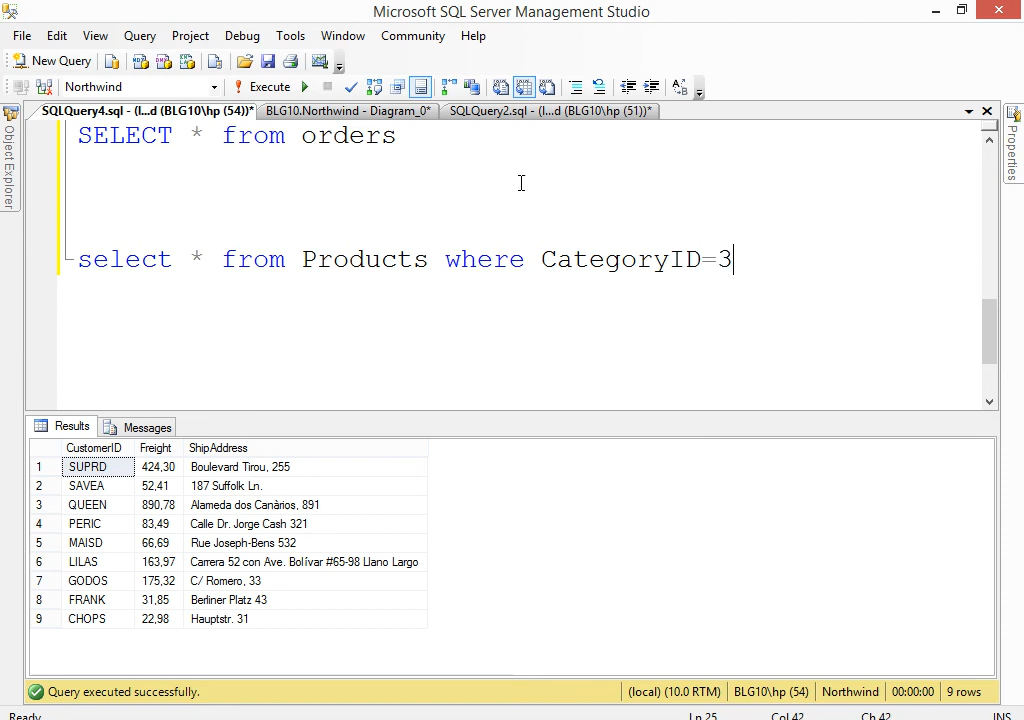 Microsoft SQL Server Management Studio
File Edit View Query Project Debug Tools Window Community Help
New Query
Northwind Execute
SQLQuery4.sql - (l...d (BLG10\hp (54))* BLG10.Northwind - Diagram_0* SQLQuery2.sql - (l...d (BLG10\hp (51))*
Object Explorer
Properties
SELECT * from orders
select * from Products where CategoryID=3
Results Messages
CustomerID Freight ShipAddress
1 SUPRD 424,30 Boulevard Tirou, 255
2 SAVEA 52,41 187 Suffolk Ln.
3 QUEEN 890,78 Alameda dos Canàrios, 891
4 PERIC 83,49 Calle Dr. Jorge Cash 321
5 MAISD 66,69 Rue Joseph-Bens 532
6 LILAS 163,97 Carrera 52 con Ave. Bolívar #65-98 Llano Largo
7 GODOS 175,32 C/ Romero, 33
8 FRANK 31,85 Berliner Platz 43
9 CHOPS 22,98 Hauptstr. 31
Query executed successfully. (local) (10.0 RTM) BLG10\hp (54) Northwind 00:00:00 9 rows
Ready Ln 25 Col 42 Ch 42 INS